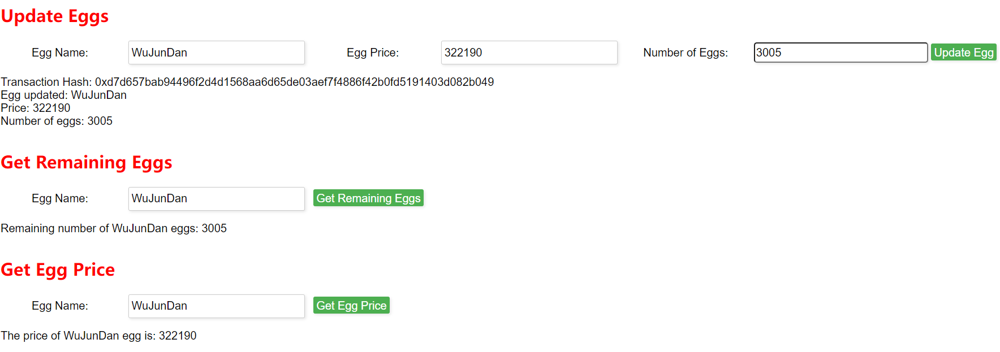 Update Eggs
Egg Name: WuJunDan Egg Price: 322190 Number of Eggs: 3005 Update Egg
Transaction Hash: 0xd7d657bab94496f2d4d1568aa6d65de03aef7f4886f42b0fd5191403d082b049
Egg updated: WuJunDan
Price: 322190
Number of eggs: 3005
Get Remaining Eggs
Egg Name: WuJunDan Get Remaining Eggs
Remaining number of WuJunDan eggs: 3005
Get Egg Price
Egg Name: WuJunDan Get Egg Price
The price of WuJunDan egg is: 322190